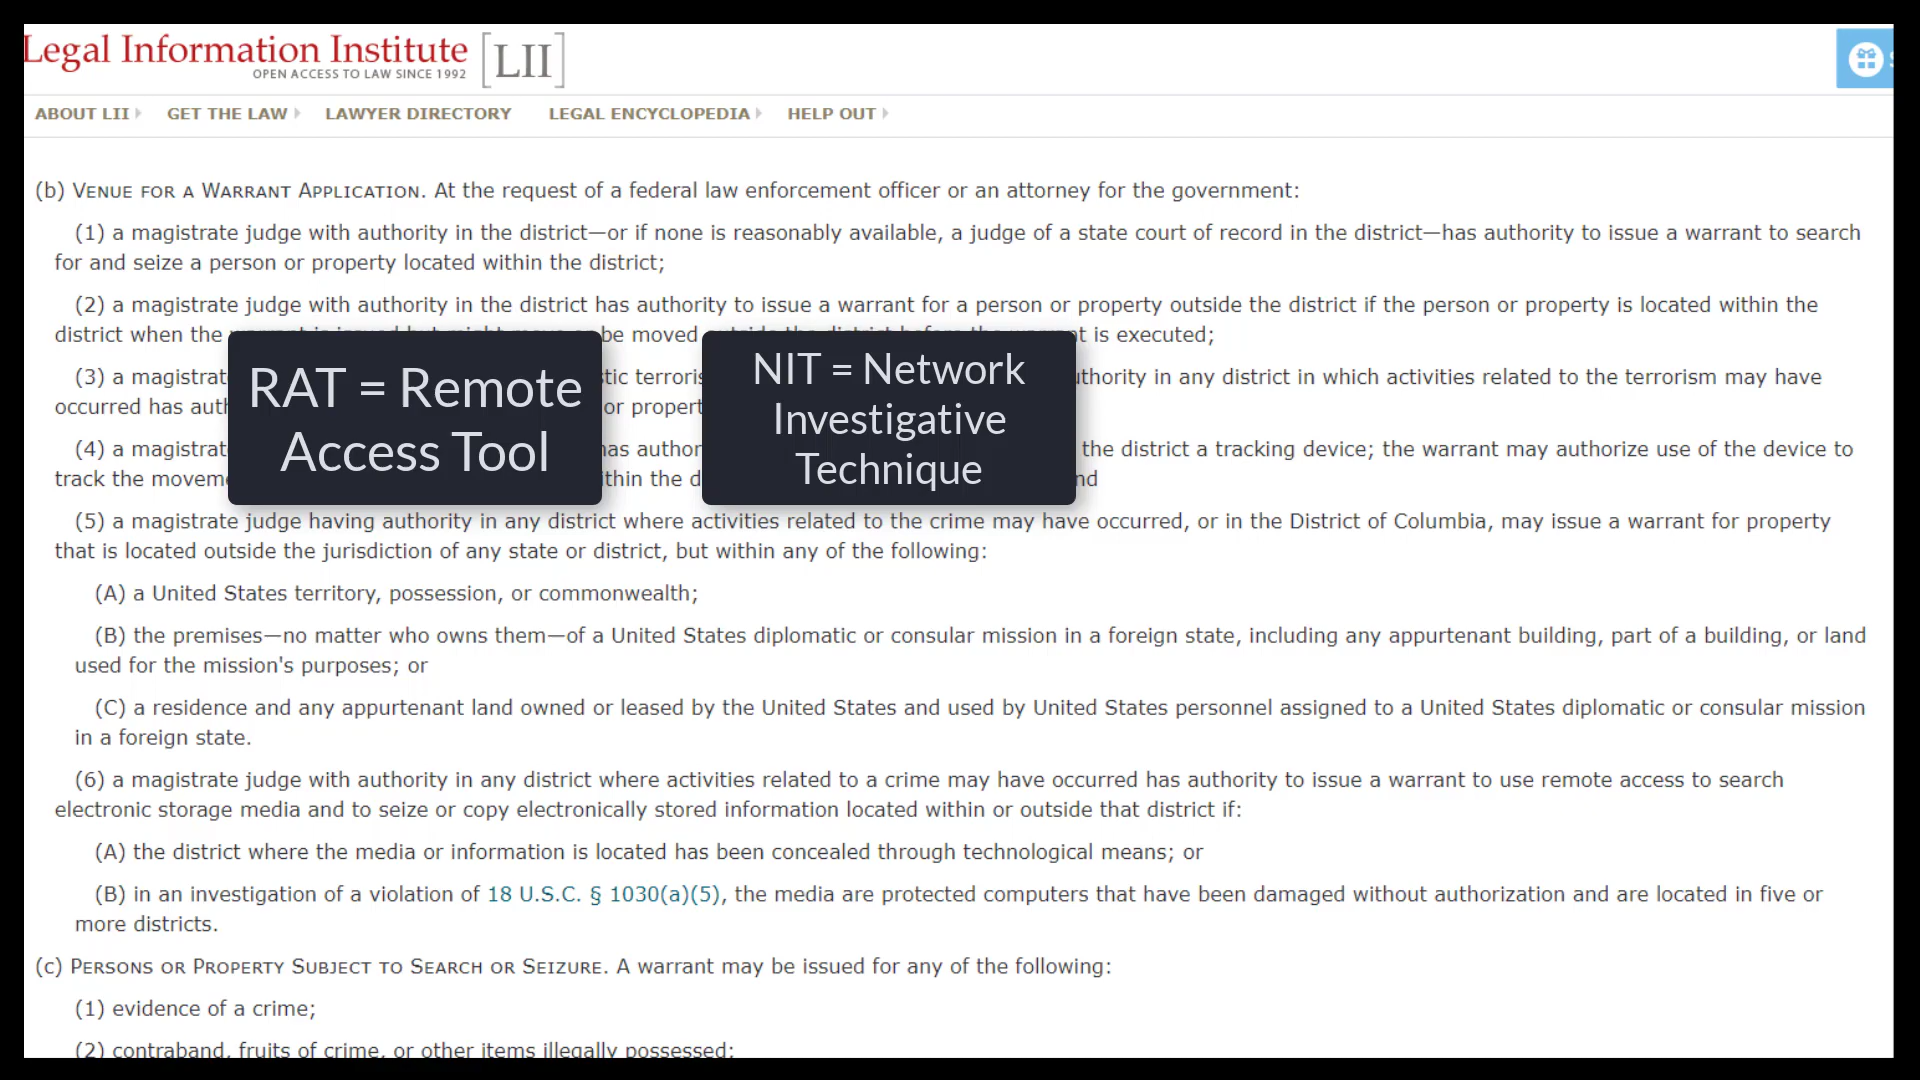 Legal Information Institute [LII]
OPEN ACCESS TO LAW SINCE 1992
ABOUT LII GET THE LAW LAWYER DIRECTORY LEGAL ENCYCLOPEDIA HELP OUT
(b) VENUE FOR A WARRANT APPLICATION. At the request of a federal law enforcement officer or an attorney for the government:
(1) a magistrate judge with authority in the district—or if none is reasonably available, a judge of a state court of record in the district—has authority to issue a warrant to search
for and seize a person or property located within the district;
(2) a magistrate judge with authority in the district has authority to issue a warrant for a person or property outside the district if the person or property is located within the
district when the be moved is executed;
(3) a magistrat in any district in which activities related to the terrorism may have
occurred has or
(4) a magistrat has the district a tracking device; the warrant may authorize use of the device to
track the the
RAT = Remote
Access Tool
NIT = Network
Investigative
Technique
(5) a magistrate judge having authority in any district where activities related to the crime may have occurred, or in the District of Columbia, may issue a warrant for property
that is located outside the jurisdiction of any state or district, but within any of the following:
(A) a United States territory, possession, or commonwealth;
(B) the premises—no matter who owns them—of a United States diplomatic or consular mission in a foreign state, including any appurtenant building, part of a building, or land
used for the mission's purposes; or
(C) a residence and any appurtenant land owned or leased by the United States and used by United States personnel assigned to a United States diplomatic or consular mission
in a foreign state.
(6) a magistrate judge with authority in any district where activities related to a crime may have occurred has authority to issue a warrant to use remote access to search
electronic storage media and to seize or copy electronically stored information located within or outside that district if:
(A) the district where the media or information is located has been concealed through technological means; or
(B) in an investigation of a violation of 18 U.S.C. § 1030(a)(5), the media are protected computers that have been damaged without authorization and are located in five or
more districts.
(c) PERSONS OR PROPERTY SUBJECT TO SEARCH OR SEIZURE. A warrant may be issued for any of the following:
(1) evidence of a crime;
(2) contraband, fruits of crime, or other items illegally possessed;